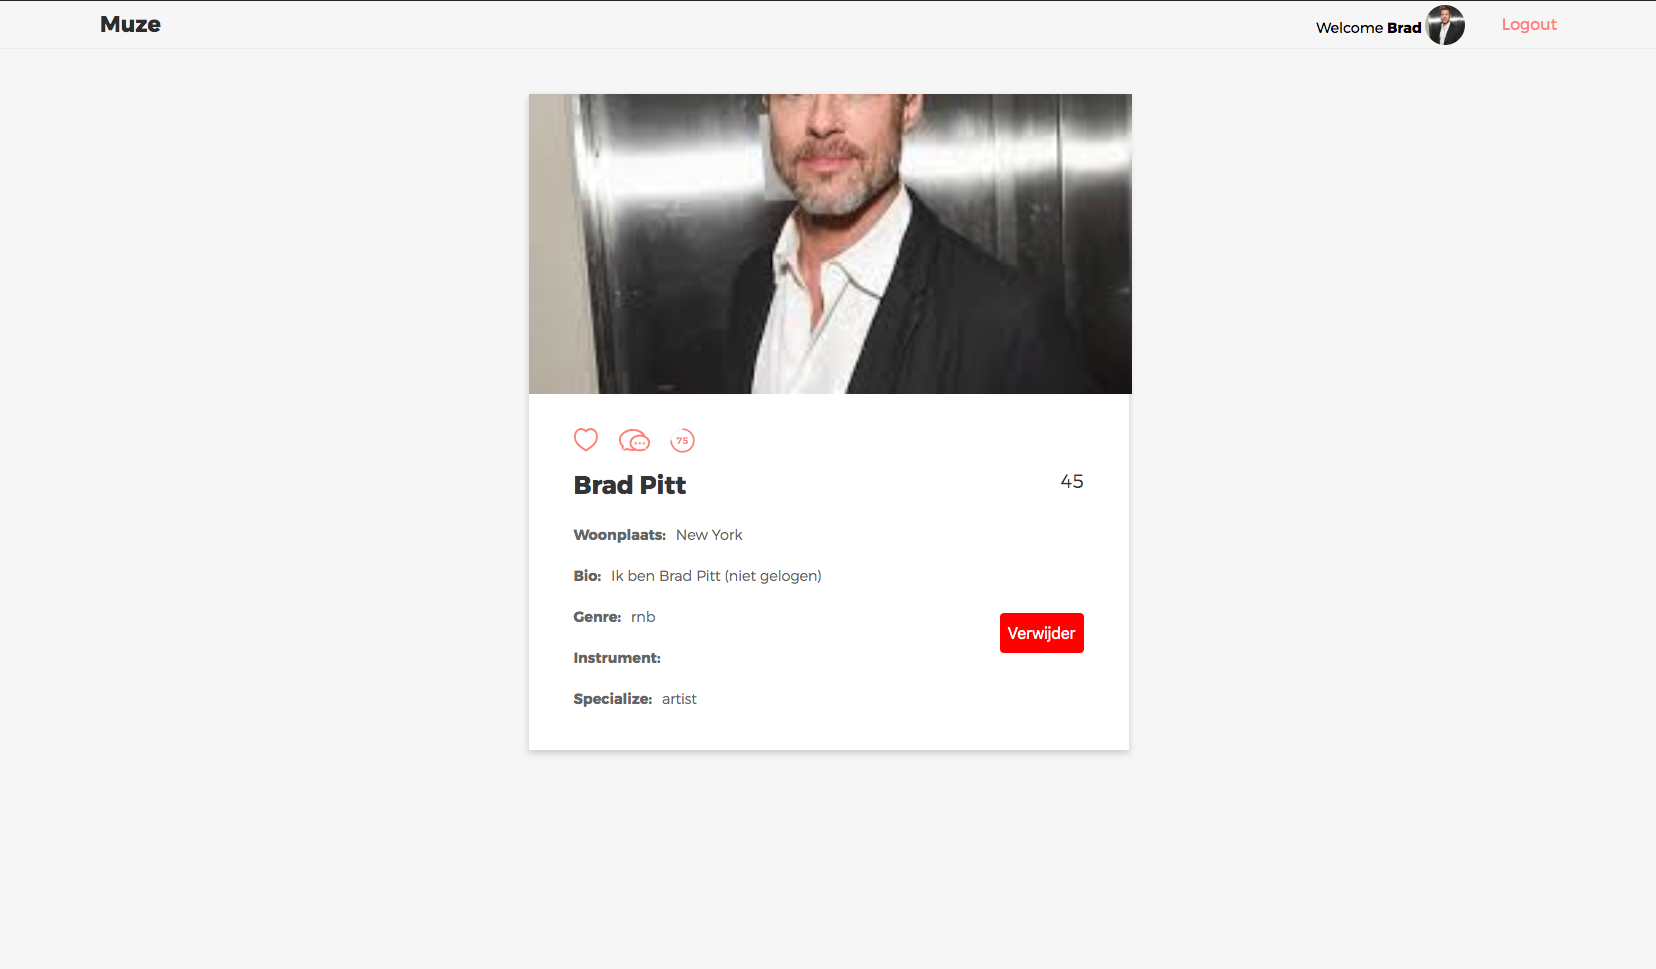 Muze
Welcome Brad
Logout
75
Brad Pitt
45
Woonplaats: New York
Bio: Ik ben Brad Pitt (niet gelogen)
Genre: rnb
Verwijder
Instrument:
Specialize: artist